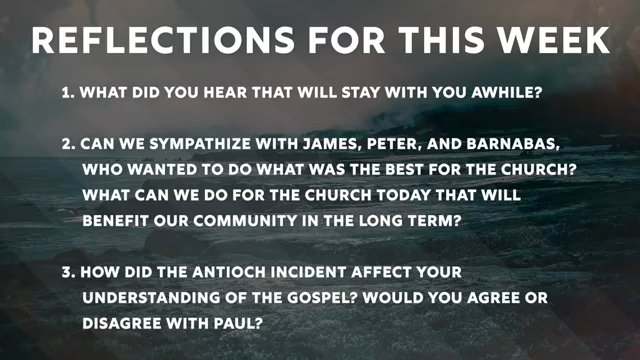 REFLECTIONS FOR THIS WEEK
1. WHAT DID YOU HEAR THAT WILL STAY WITH YOU AWHILE?
2. CAN WE SYMPATHIZE WITH JAMES, PETER, AND BARNABAS,
WHO WANTED TO DO WHAT WAS THE BEST FOR THE CHURCH?
WHAT CAN WE DO FOR THE CHURCH TODAY THAT WILL
BENEFIT OUR COMMUNITY IN THE LONG TERM?
3. HOW DID THE ANTIOCH INCIDENT AFFECT YOUR
UNDERSTANDING OF THE GOSPEL? WOULD YOU AGREE OR
DISAGREE WITH PAUL?